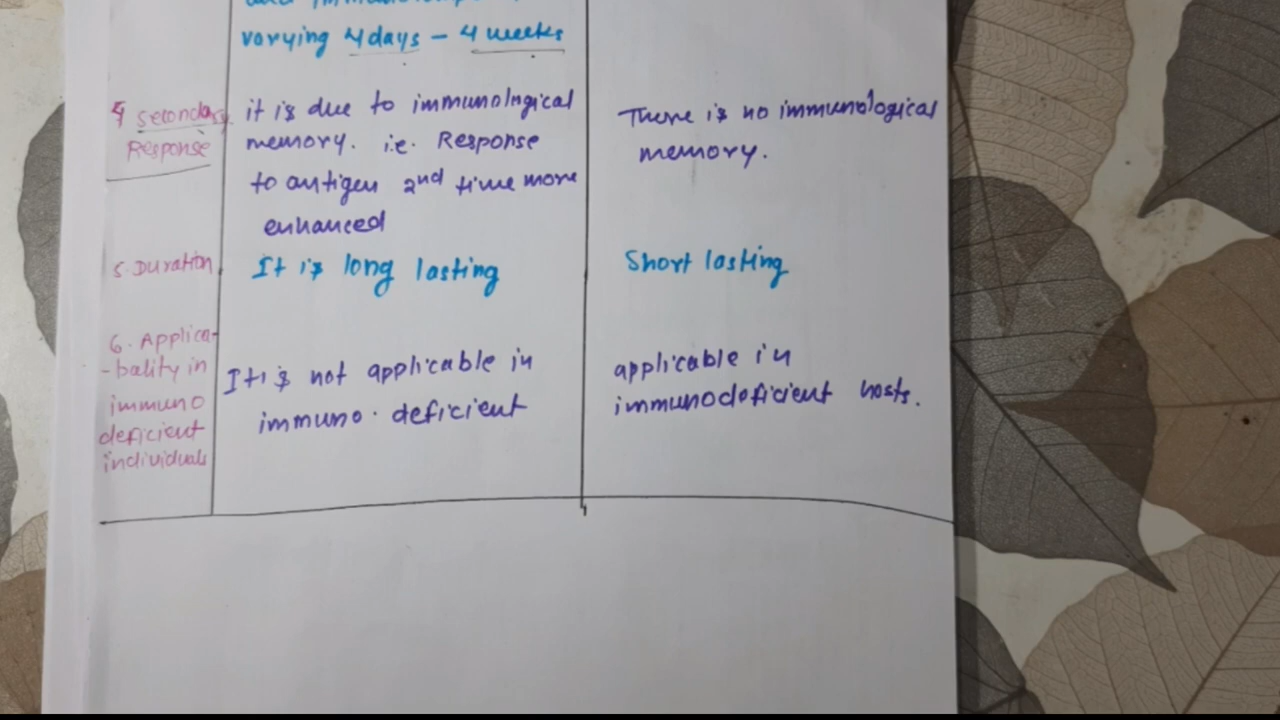 varying 4 days - 4 weeks
4 secondary Response
it is due to immunological
memory. i.e. Response
to antigen 2nd time more
enhanced
There is no immunological
memory.
5. Duration
It is long lasting
Short lasting
6. Applica-
-bality in
immuno
deficient
individuals
It is not applicable in
immuno. deficient
applicable in
immunodeficient hosts.